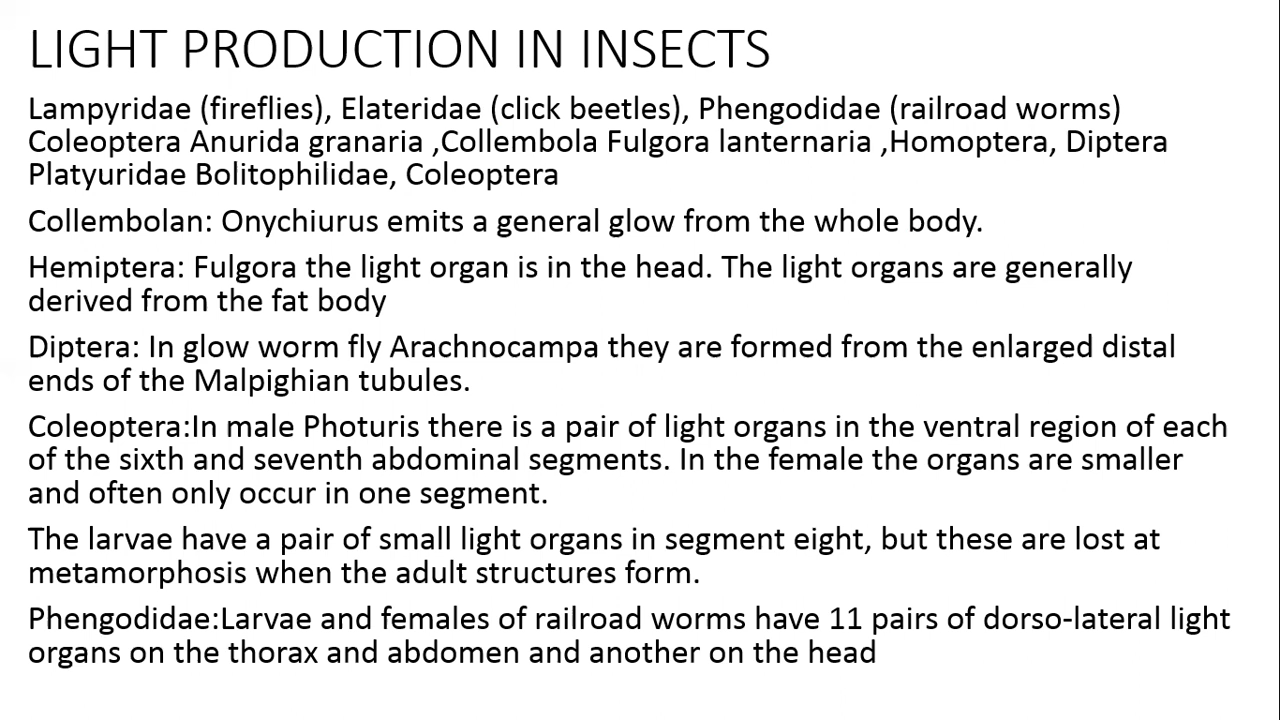 LIGHT PRODUCTION IN INSECTS
Lampyridae (fireflies), Elateridae (click beetles), Phengodidae (railroad worms)
Coleoptera Anurida granaria ,Collembola Fulgora lanternaria ,Homoptera, Diptera
Platyuridae Bolitophilidae, Coleoptera
Collembolan: Onychiurus emits a general glow from the whole body.
Hemiptera: Fulgora the light organ is in the head. The light organs are generally
derived from the fat body
Diptera: In glow worm fly Arachnocampa they are formed from the enlarged distal
ends of the Malpighian tubules.
Coleoptera:In male Photuris there is a pair of light organs in the ventral region of each
of the sixth and seventh abdominal segments. In the female the organs are smaller
and often only occur in one segment.
The larvae have a pair of small light organs in segment eight, but these are lost at
metamorphosis when the adult structures form.
Phengodidae:Larvae and females of railroad worms have 11 pairs of dorso-lateral light
organs on the thorax and abdomen and another on the head